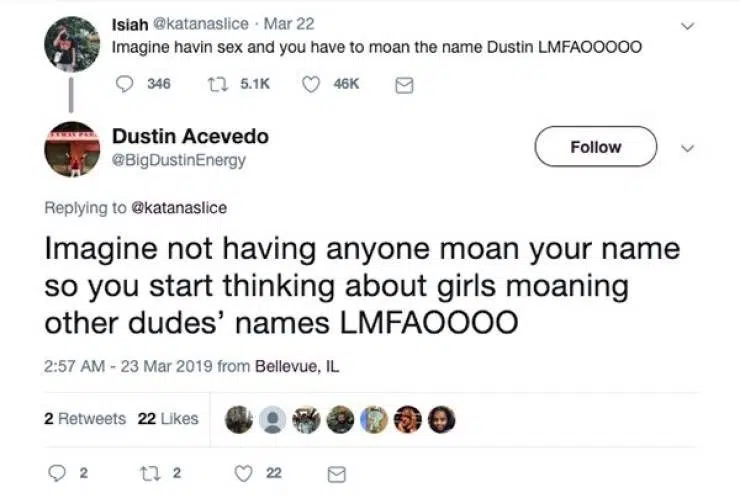 Isiah @katanaslice · Mar 22
Imagine havin sex and you have to moan the name Dustin LMFAOOOOO
346 5.1K 46K
Dustin Acevedo
@BigDustinEnergy
Follow
Replying to @katanaslice
Imagine not having anyone moan your name
so you start thinking about girls moaning
other dudes’ names LMFAOOOO
2:57 AM - 23 Mar 2019 from Bellevue, IL
2 Retweets 22 Likes
2 2 22